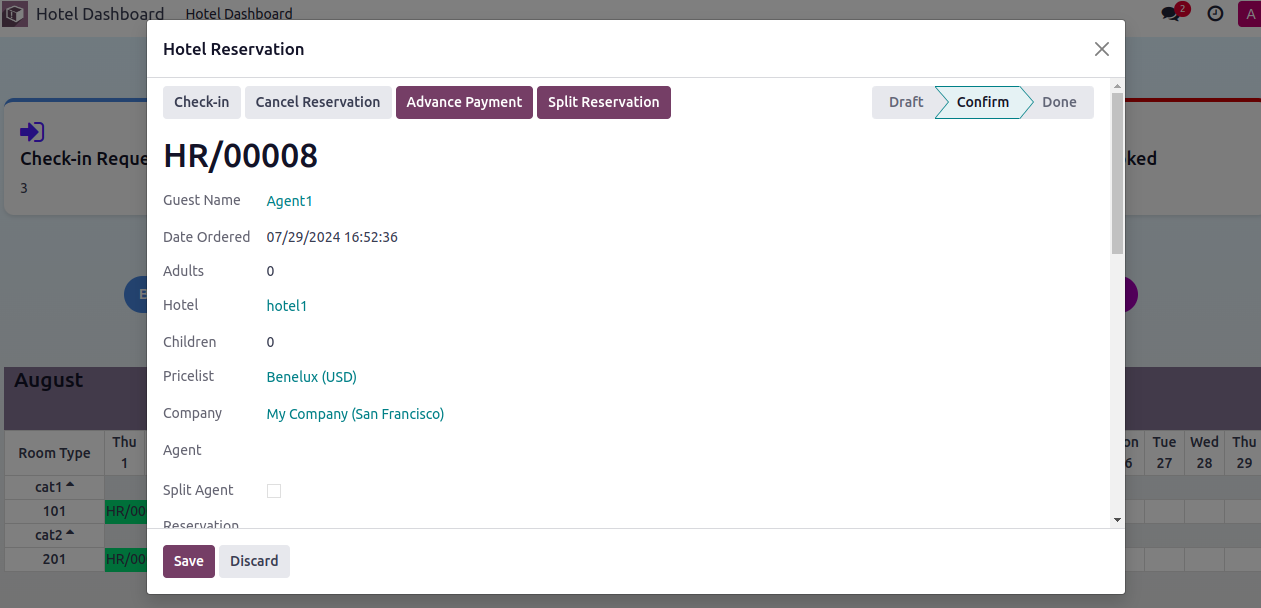 Hotel Dashboard Hotel Dashboard 2 A
Hotel Reservation
Check-in Cancel Reservation Advance Payment Split Reservation Draft Confirm Done
HR/00008
Check-in Reque
3
ked
Guest Name Agent1
Date Ordered 07/29/2024 16:52:36
Adults 0
Hotel hotel1
Children 0
Pricelist Benelux (USD)
Company My Company (San Francisco)
Agent
Split Agent
Reservation
Save Discard
August
Room Type Thu 1 Tue 27 Wed 28 Thu 29
cat1
101 HR/00
cat2
201 HR/00